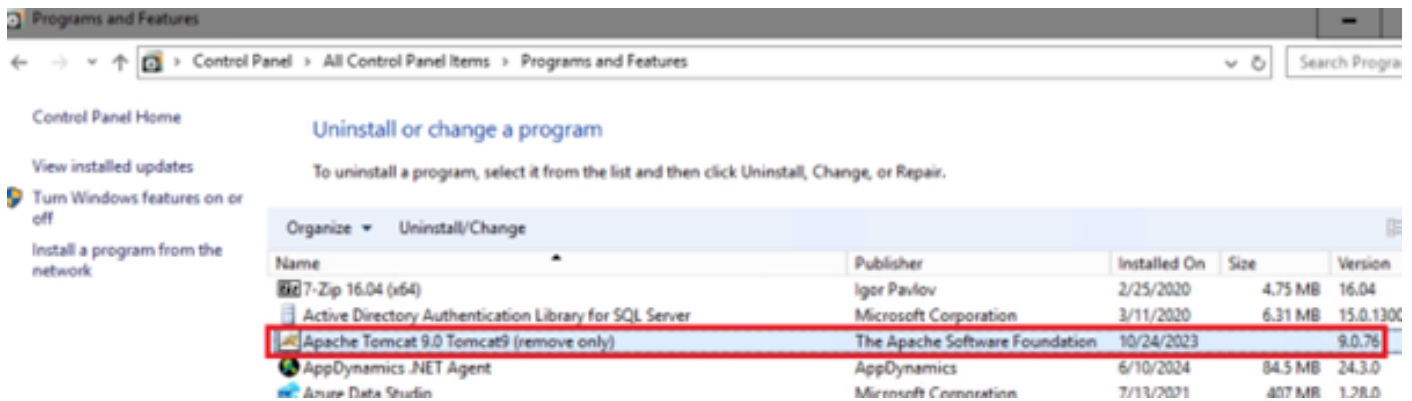 Programs and Features
Control Panel > All Control Panel Items > Programs and Features
Search Progra
Control Panel Home
View installed updates
Turn Windows features on or
off
Install a program from the
network
Uninstall or change a program
To uninstall a program, select it from the list and then click Uninstall, Change, or Repair.
Organize Uninstall/Change
Name Publisher Installed On Size Version
7-Zip 16.04 (x64) Igor Pavlov 2/25/2020 4.75 MB 16.04
Active Directory Authentication Library for SQL Server Microsoft Corporation 3/11/2020 6.31 MB 15.0.1300
Apache Tomcat 9.0 Tomcat9 (remove only) The Apache Software Foundation 10/24/2023 9.0.76
AppDynamics .NET Agent AppDynamics 6/10/2024 84.5 MB 24.3.0
Azure Data Studio Microsoft Corporation 7/13/2021 407 MB 1.28.0